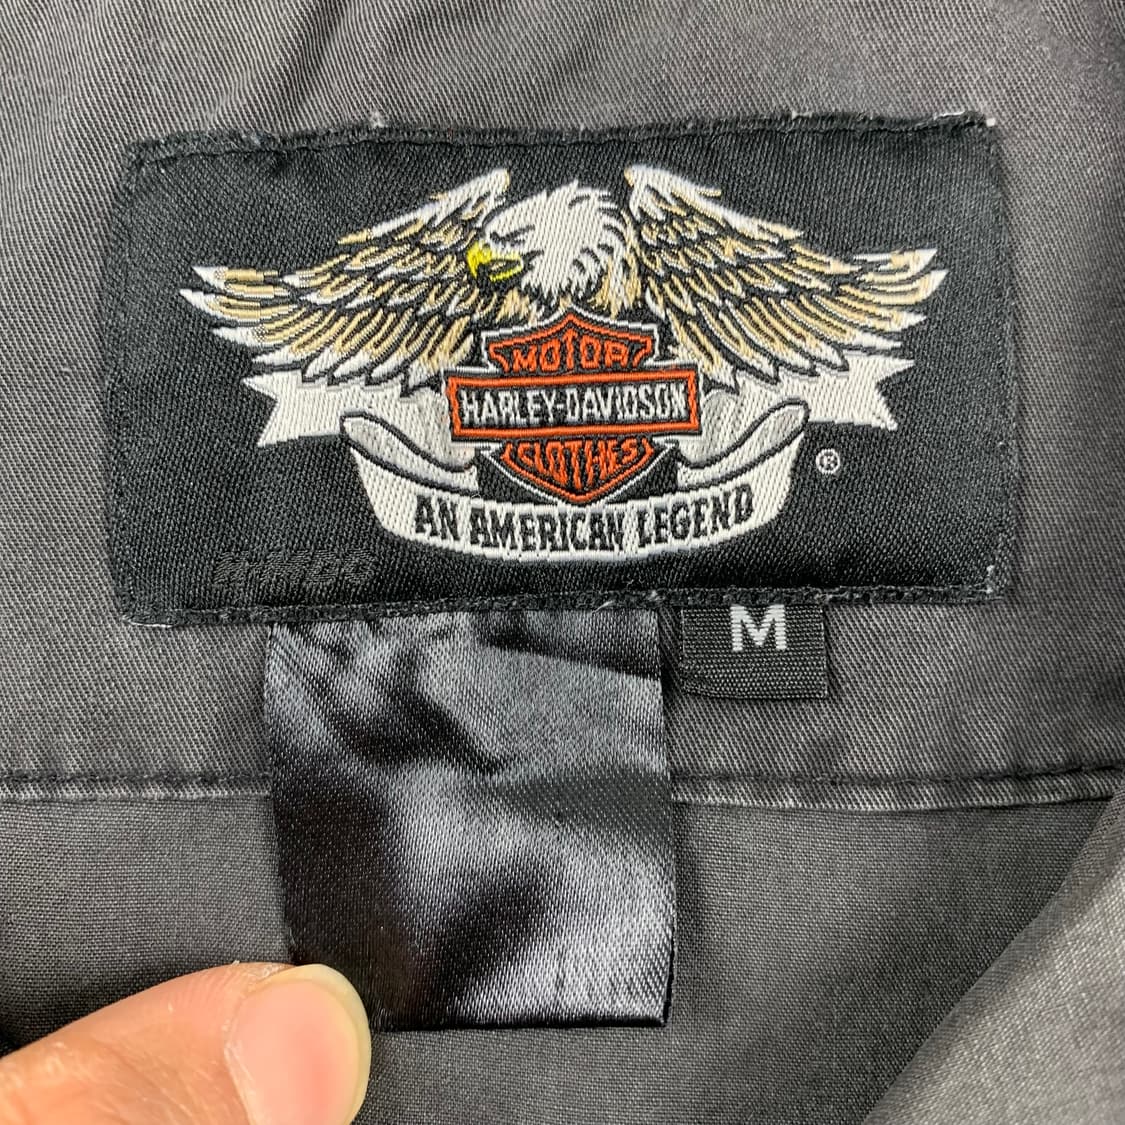 MOTOR
HARLEY-DAVIDSON
CLOTHES
®
AN AMERICAN LEGEND
M